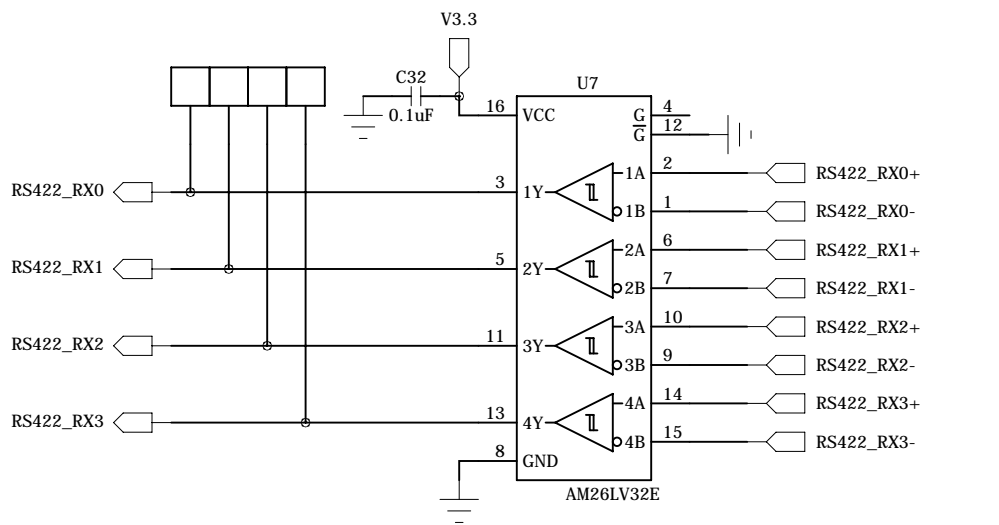 V3.3
C32
0.1uF
U7
16 VCC
G 4
G 12
1A 2
RS422_RX0+
RS422_RX0
3 1Y
1B 1
RS422_RX0-
2A 6
RS422_RX1+
RS422_RX1
5 2Y
2B 7
RS422_RX1-
3A 10
RS422_RX2+
RS422_RX2
11 3Y
3B 9
RS422_RX2-
4A 14
RS422_RX3+
RS422_RX3
13 4Y
4B 15
RS422_RX3-
8 GND
AM26LV32E